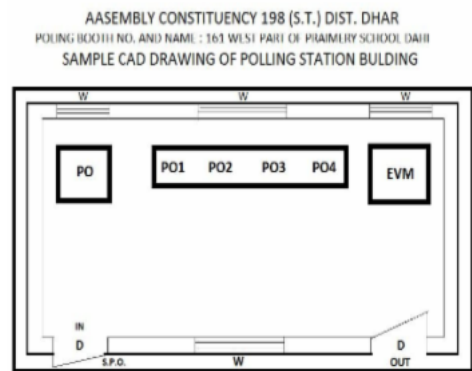 AASEMBLY CONSTITUENCY 198 (S.T.) DIST. DHAR
POLING BOOTH NO. AND NAME : 161 WEST PART OF PRAIMERY SCHOOL DAHI
SAMPLE CAD DRAWING OF POLLING STATION BULDING
W W W
PO PO1 PO2 PO3 PO4 EVM
IN
D D
S.P.O. W OUT